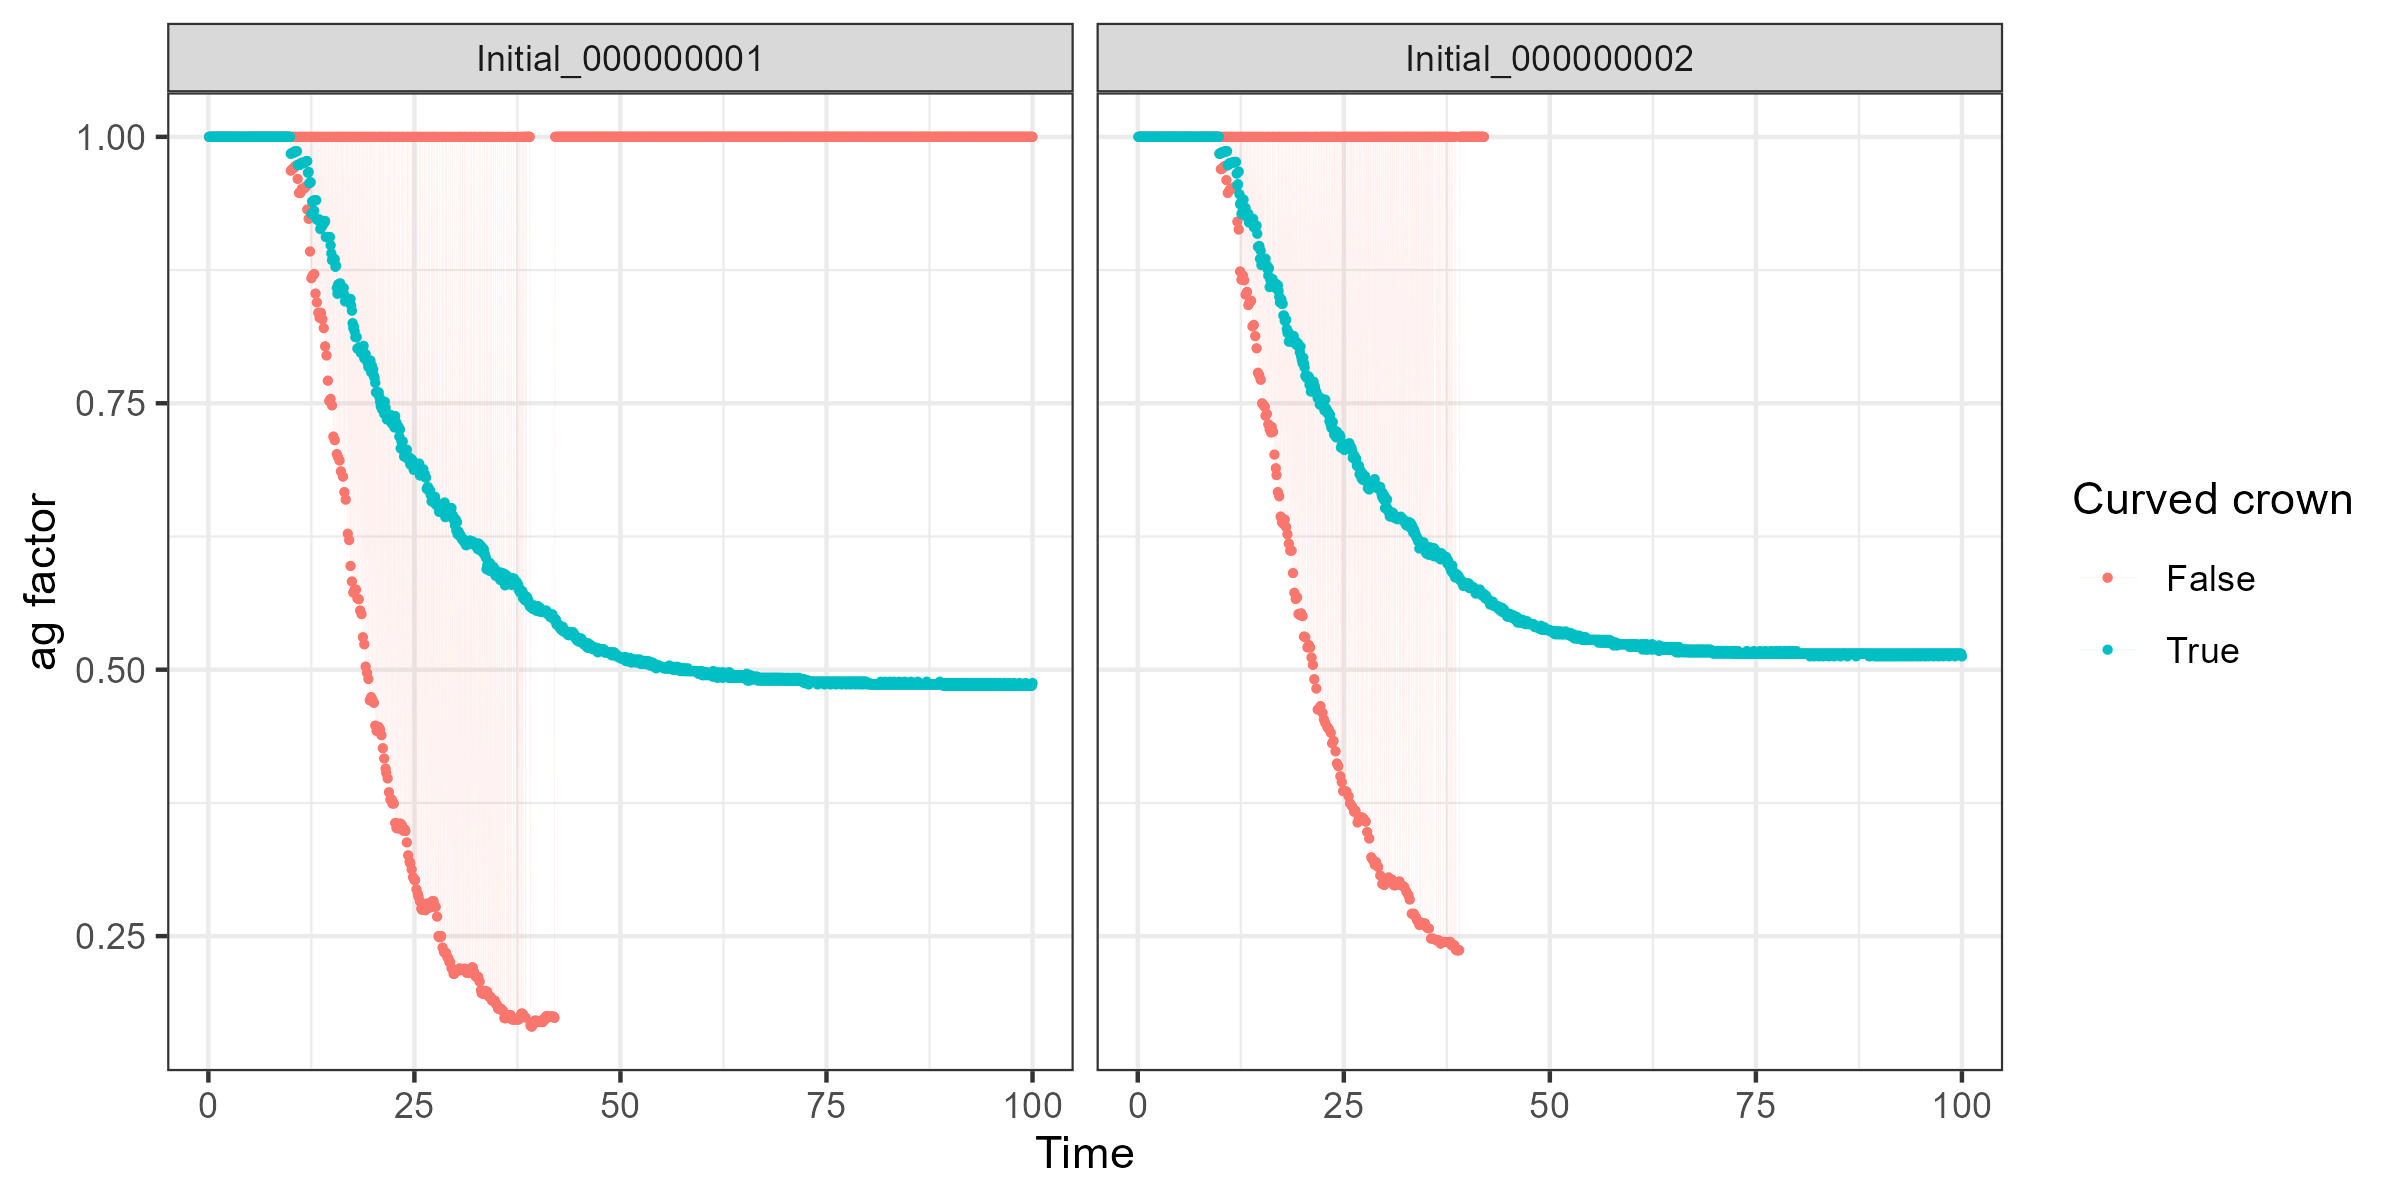 Initial_000000001
Initial_000000002
1.00
0.75
0.50
0.25
ag factor
0
25
50
75
100
0
25
50
75
100
Time
Curved crown
False
True